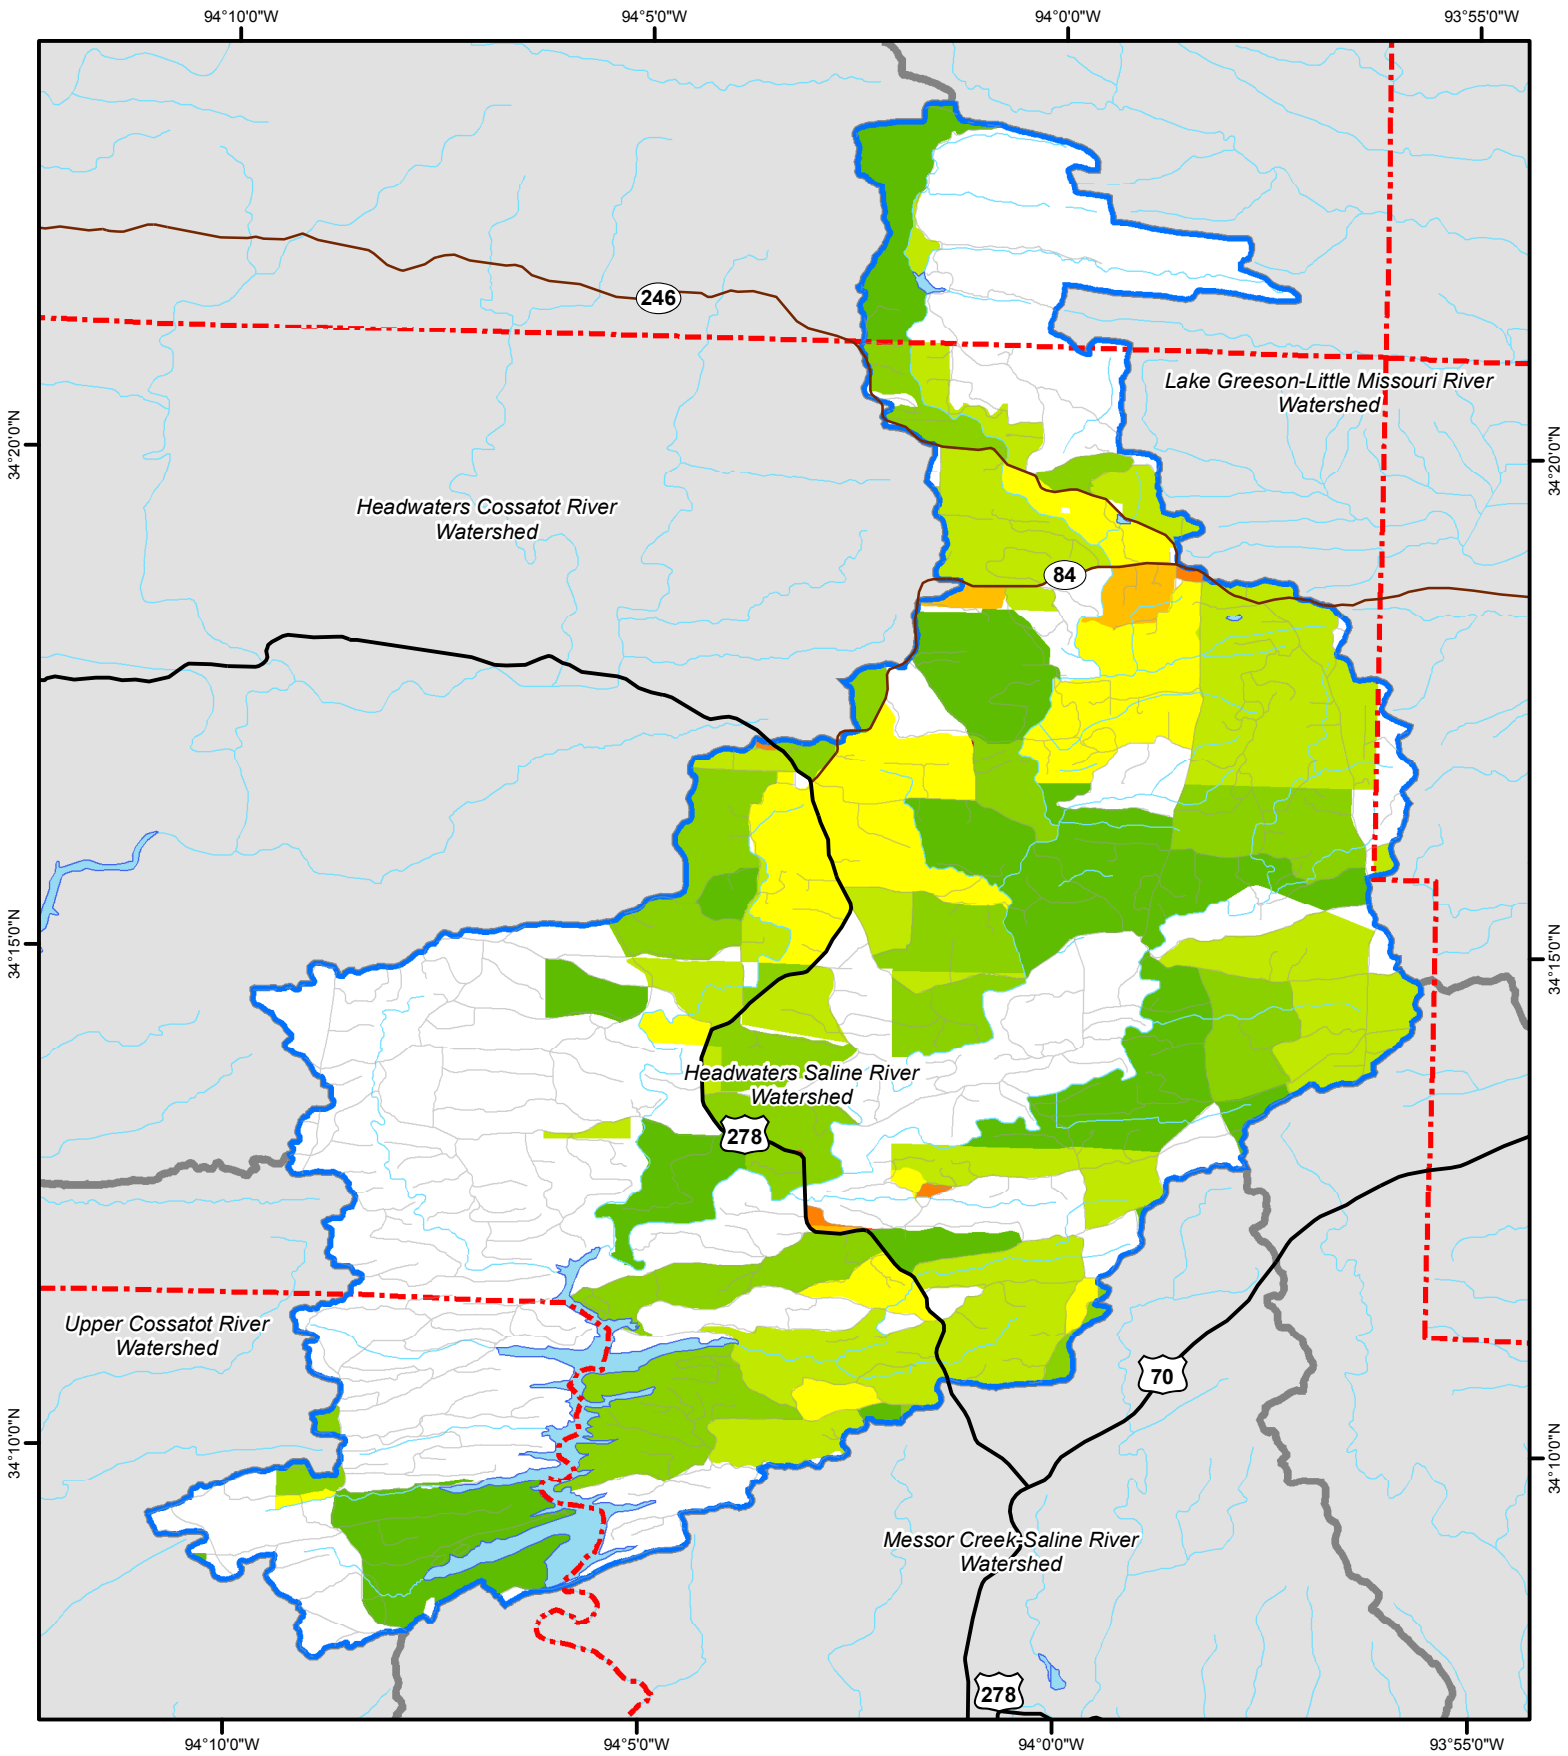 94°10'0"W
94°5'0"W
94°0'0"W
93°55'0"W
246
Lake Greeson-Little Missouri River
Watershed
34°20'0"N
34°20'0"N
Headwaters Cossatot River
Watershed
84
34°15'0"N
34°15'0"N
Headwaters Saline River
Watershed
278
Upper Cossatot River
Watershed
70
34°10'0"N
34°10'0"N
Messor Creek-Saline River
Watershed
278
94°10'0"W
94°5'0"W
94°0'0"W
93°55'0"W